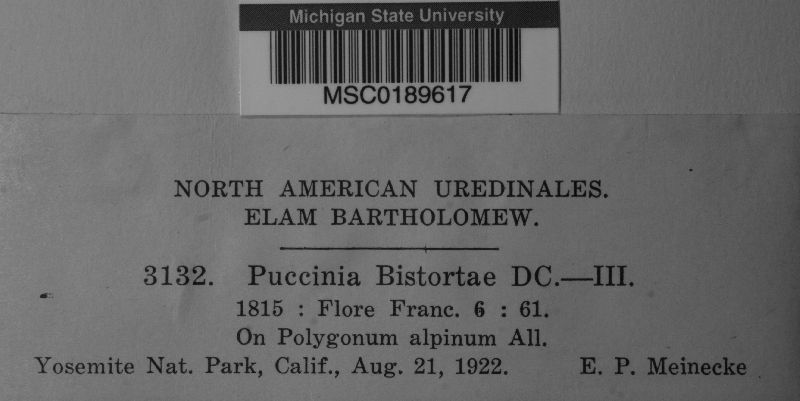 Michigan State University
MSC0189617
NORTH AMERICAN UREDINALES.
ELAM BARTHOLOMEW.
3132. Puccinia Bistortae DC.—III.
1815 : Flore Franc. 6 : 61.
On Polygonum alpinum All.
Yosemite Nat. Park, Calif., Aug. 21, 1922. E. P. Meinecke